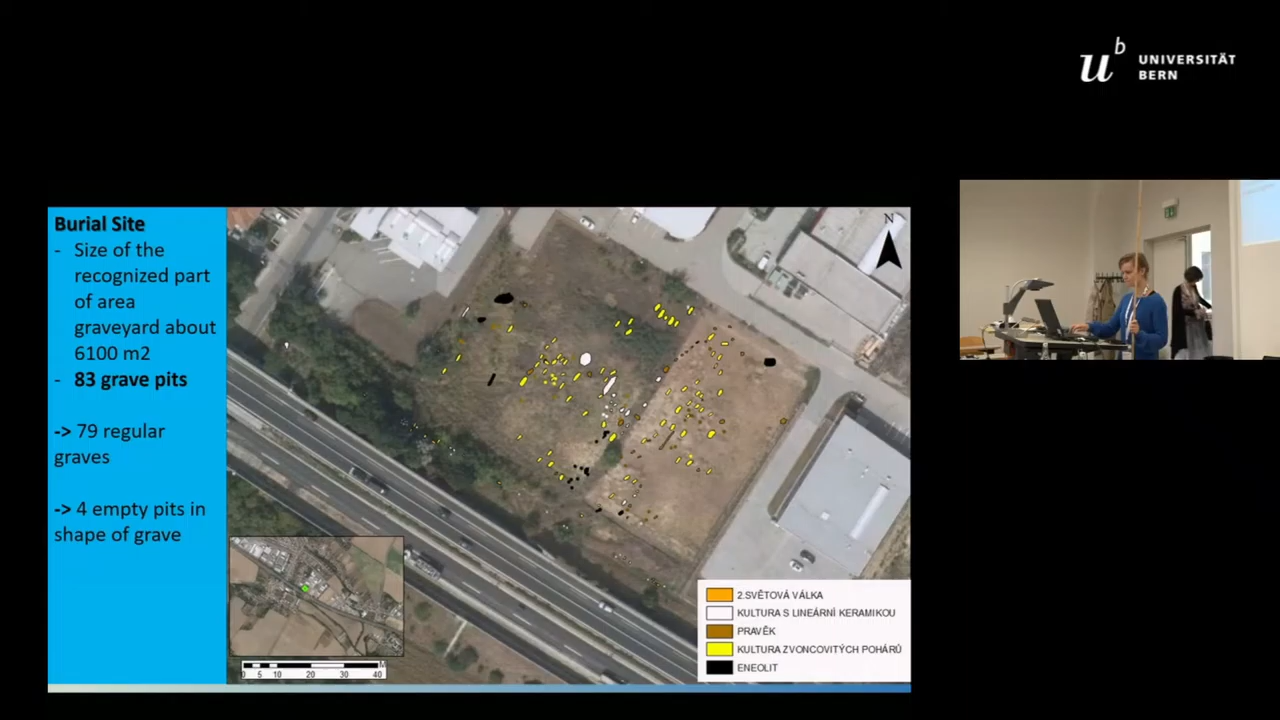 u b UNIVERSITÄT
BERN
Burial Site
- Size of the
recognized part
of area
graveyard about
6100 m2
- 83 grave pits
-> 79 regular
graves
-> 4 empty pits in
shape of grave
N
M
0 5 10 20 30 40
2.SVĚTOVÁ VÁLKA
KULTURA S LINEÁRNÍ KERAMIKOU
PRAVĚK
KULTURA ZVONCOVITÝCH POHÁRŮ
ENEOLIT